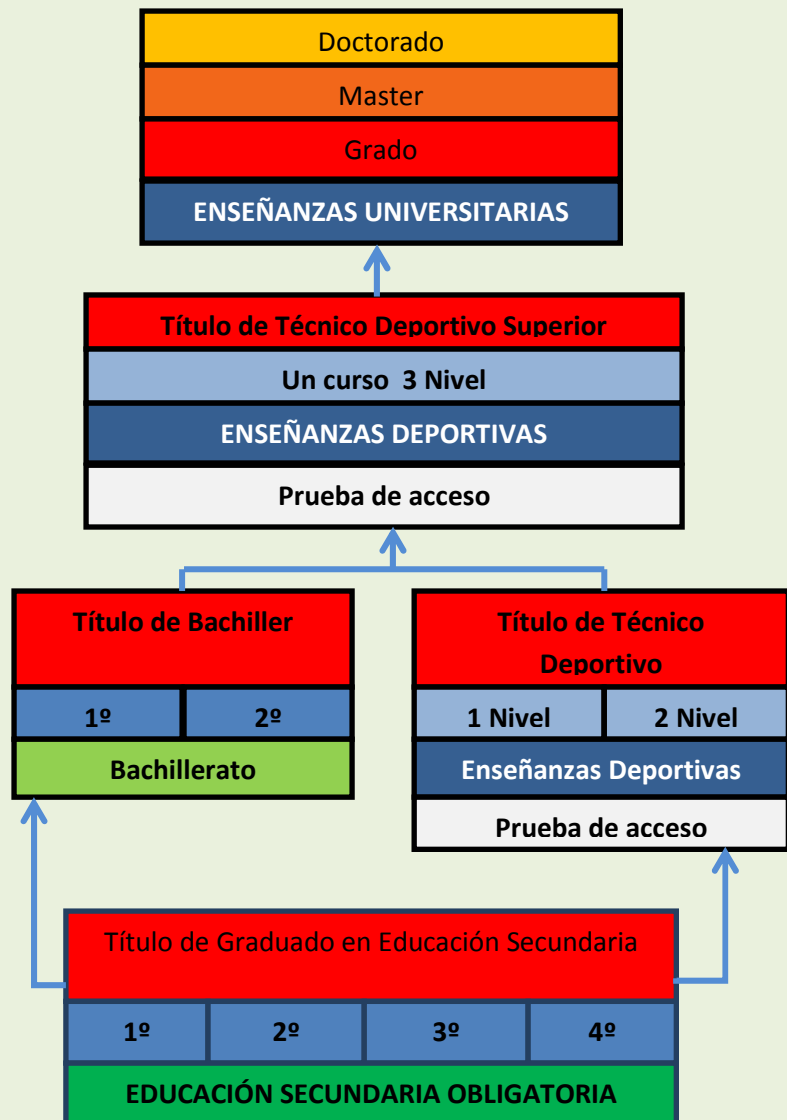 Doctorado
Master
Grado
ENSEÑANZAS UNIVERSITARIAS
Título de Técnico Deportivo Superior
Un curso 3 Nivel
ENSEÑANZAS DEPORTIVAS
Prueba de acceso
Título de Bachiller
1º
2º
Bachillerato
Título de Técnico
Deportivo
1 Nivel
2 Nivel
Enseñanzas Deportivas
Prueba de acceso
Título de Graduado en Educación Secundaria
1º
2º
3º
4º
EDUCACIÓN SECUNDARIA OBLIGATORIA